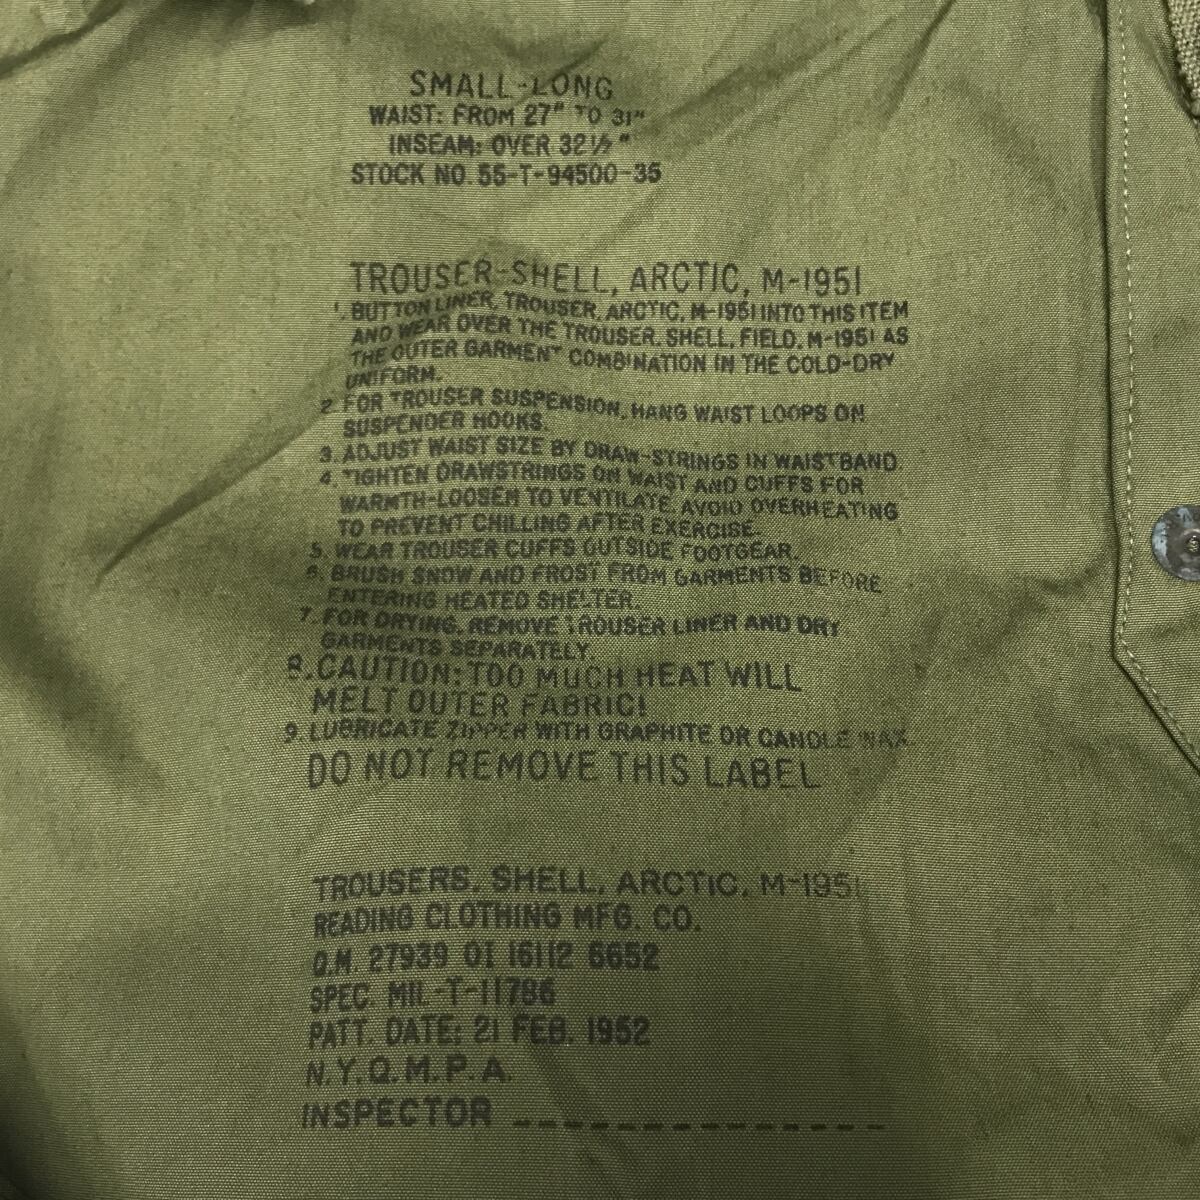 SMALL-LONG
WAIST: FROM 27" TO 31"
INSEAM: OVER 32½"
STOCK NO. 55-T-94500-35
TROUSER-SHELL, ARCTIC, M-1951
1. BUTTON LINER, TROUSER, ARCTIC, M-1951 INTO THIS ITEM
AND WEAR OVER THE TROUSER, SHELL, FIELD, M-1951 AS
THE OUTER GARMENT COMBINATION IN THE COLD-DRY
UNIFORM.
2. FOR TROUSER SUSPENSION, HANG WAIST LOOPS ON
SUSPENDER HOOKS.
3. ADJUST WAIST SIZE BY DRAW-STRINGS IN WAISTBAND.
4. TIGHTEN DRAWSTRINGS ON WAIST AND CUFFS FOR
WARMTH-LOOSEN TO VENTILATE. AVOID OVERHEATING
TO PREVENT CHILLING AFTER EXERCISE.
5. WEAR TROUSER CUFFS OUTSIDE FOOTGEAR.
6. BRUSH SNOW AND FROST FROM GARMENTS BEFORE
ENTERING HEATED SHELTER.
7. FOR DRYING, REMOVE TROUSER LINER AND DRY
GARMENTS SEPARATELY.
8. CAUTION: TOO MUCH HEAT WILL
MELT OUTER FABRIC!
9. LUBRICATE ZIPPER WITH GRAPHITE OR CANDLE WAX.
DO NOT REMOVE THIS LABEL
TROUSERS, SHELL, ARCTIC, M-1951
READING CLOTHING MFG. CO.
Q.M. 27939 OI 16112 5652
SPEC. MIL-T-11786
PATT. DATE: 21 FEB. 1952
N.Y.Q.M.P.A.
INSPECTOR _ _ _ _ _ _ _ _ _ _ _ _ _ _ _ _ _